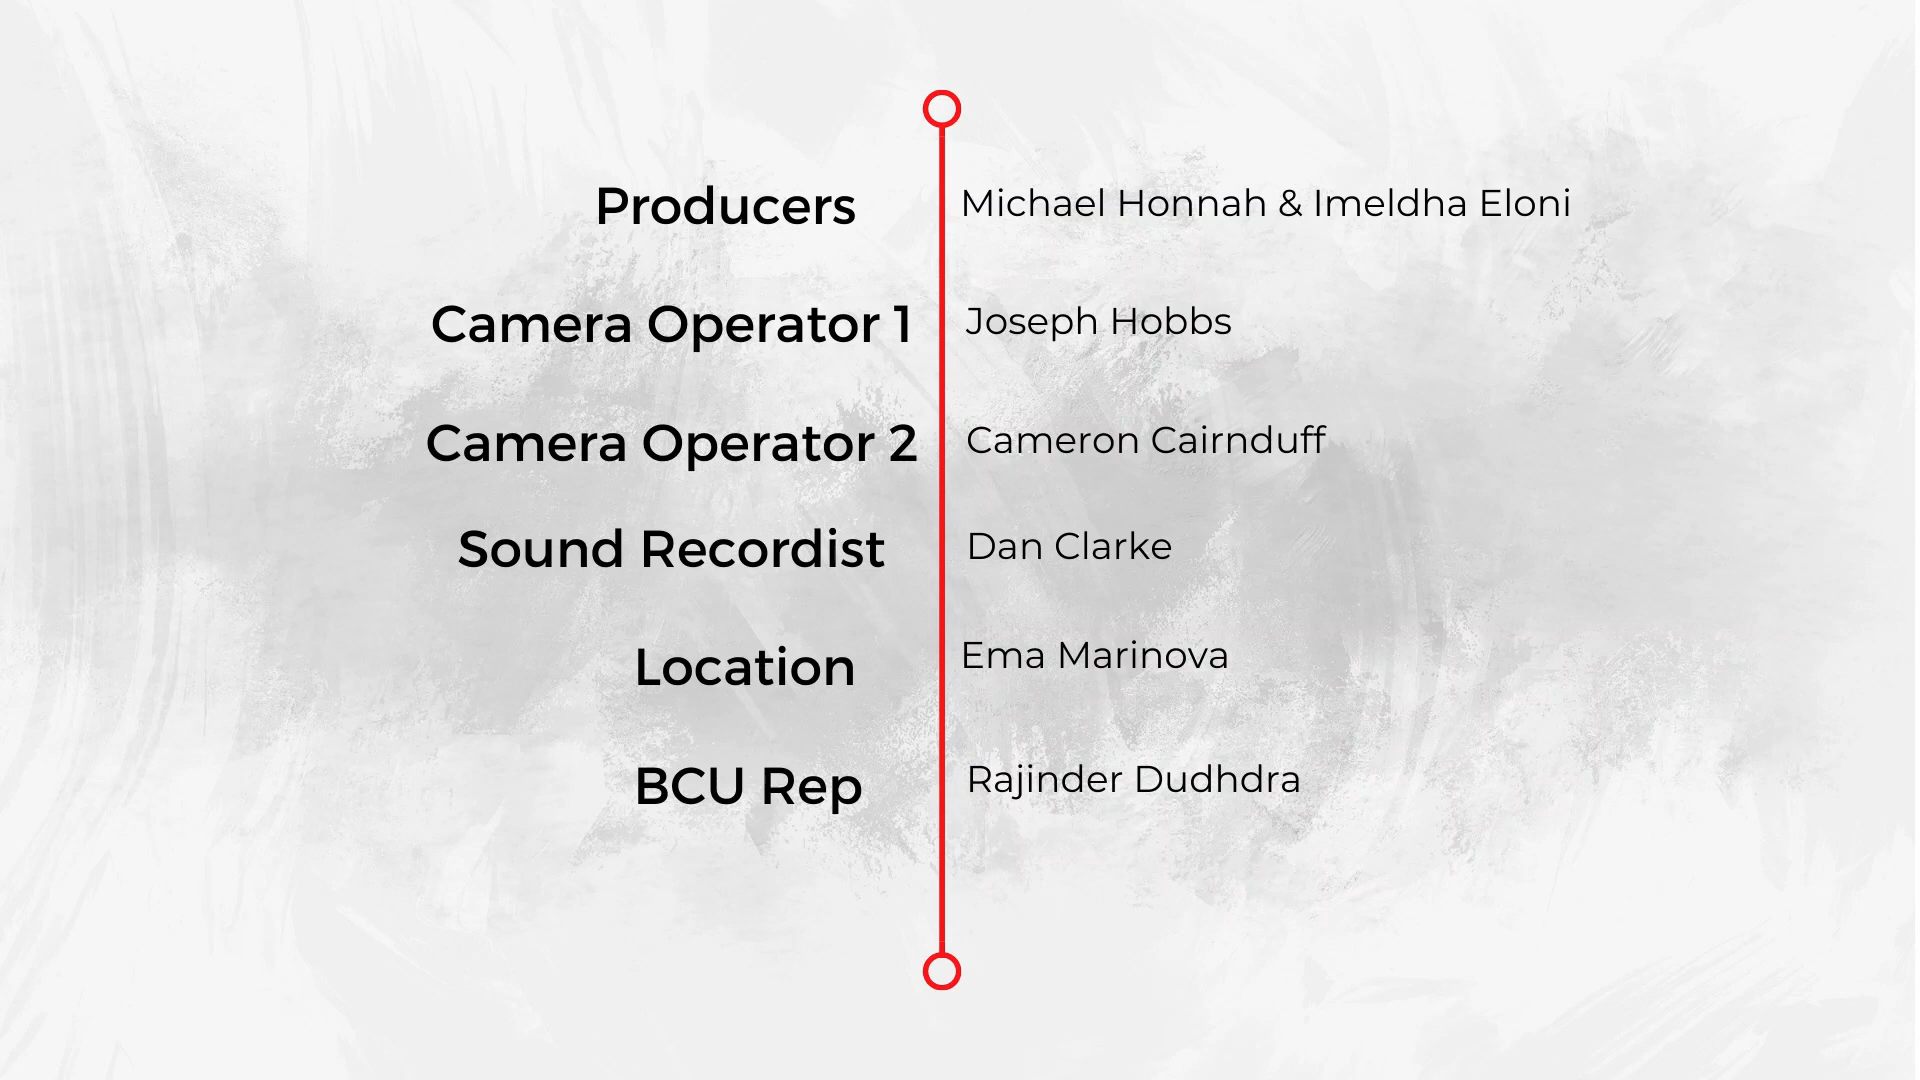 Producers Michael Honnah & Imeldha Eloni
Camera Operator 1 Joseph Hobbs
Camera Operator 2 Cameron Cairnduff
Sound Recordist Dan Clarke
Location Ema Marinova
BCU Rep Rajinder Dudhdra